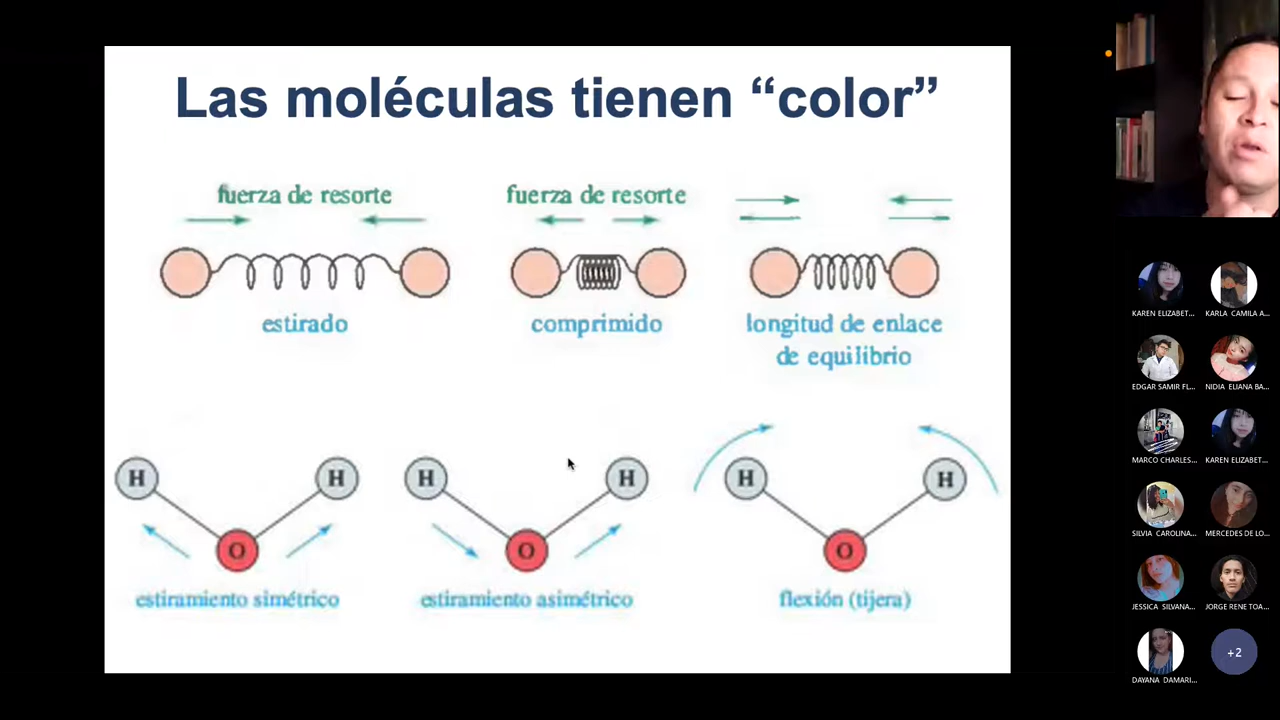 Las moléculas tienen “color”
fuerza de resorte
fuerza de resorte
estirado
comprimido
longitud de enlace
de equilibrio
H
H
O
estiramiento simétrico
H
H
O
estiramiento asimétrico
H
H
O
flexión (tijera)
KAREN ELIZABET...
KARLA CAMILA A...
EDGAR SAMIR FL...
NIDIA ELIANA BA...
MARCO CHARLES...
KAREN ELIZABET...
SILVIA CAROLINA...
MERCEDES DE LO...
JESSICA SILVANA...
JORGE RENE TOA...
DAYANA DAMARI...
+2